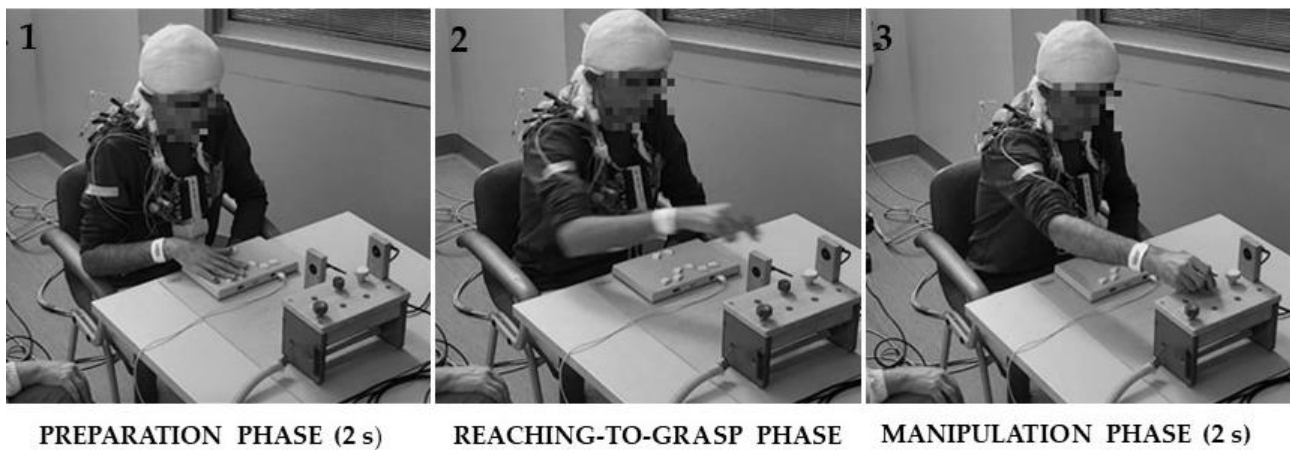 1
2
3
PREPARATION PHASE (2 s)
REACHING-TO-GRASP PHASE
MANIPULATION PHASE (2 s)